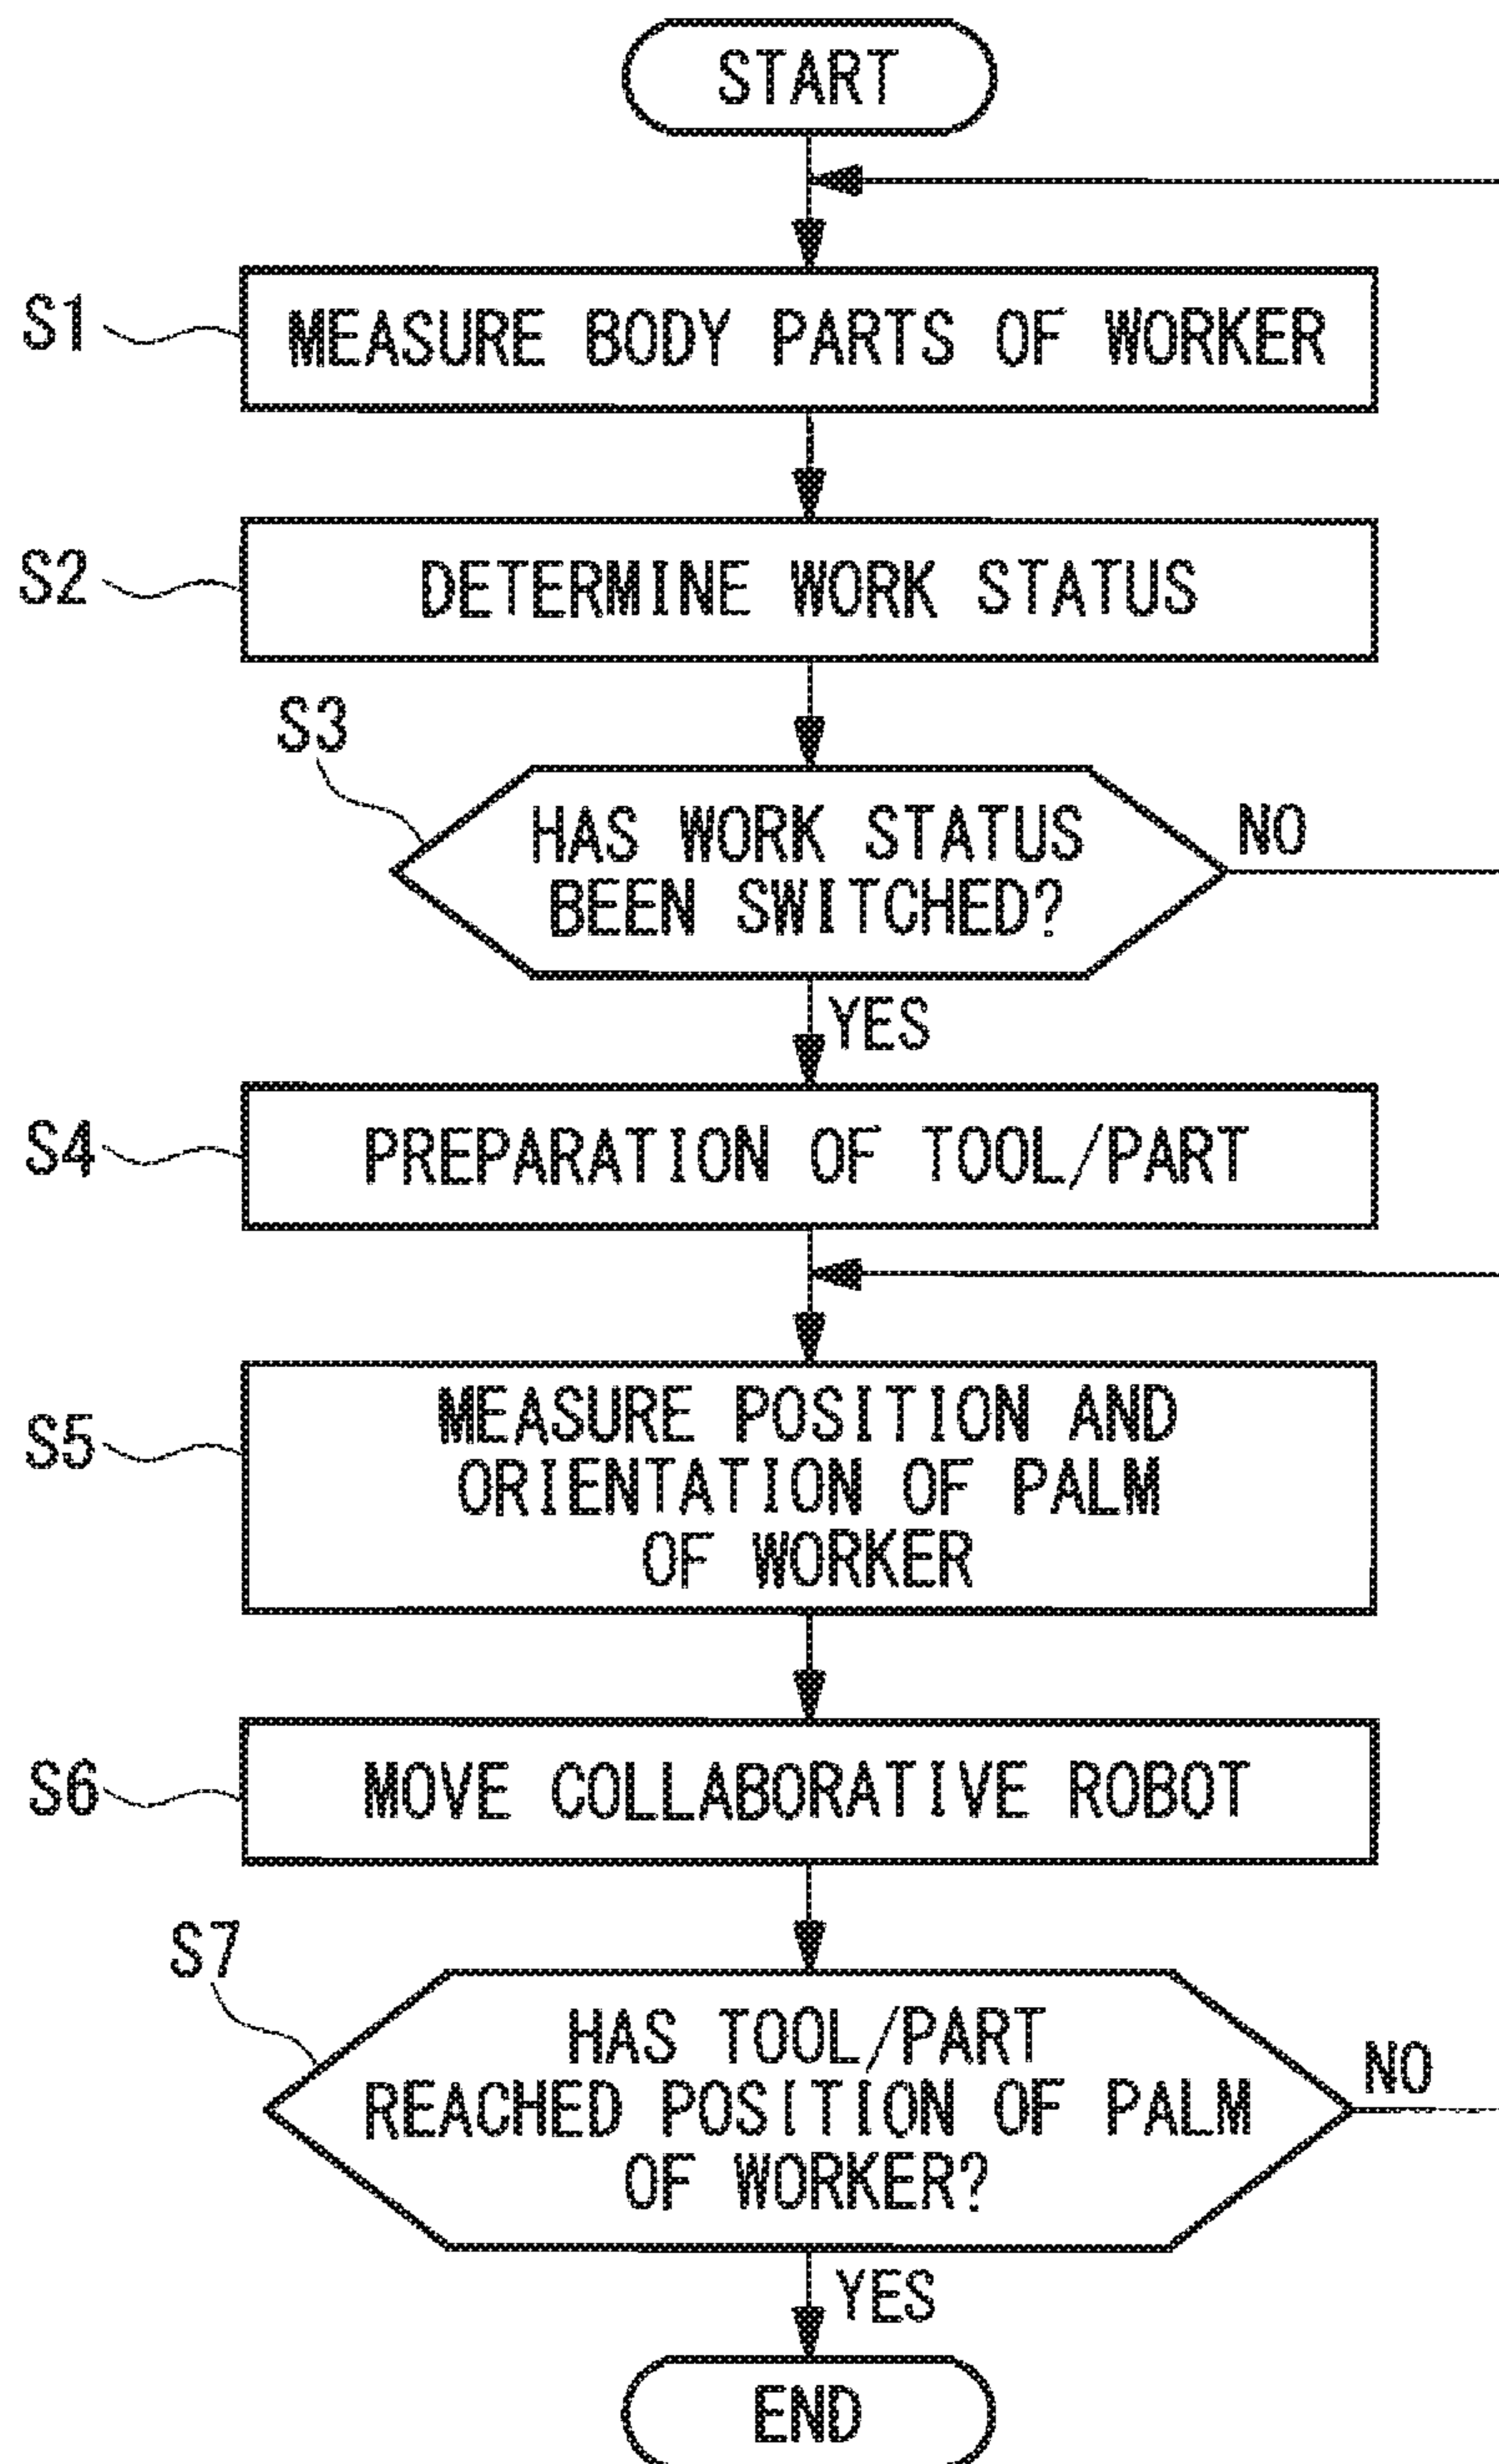 START
S1
MEASURE BODY PARTS OF WORKER
S2
DETERMINE WORK STATUS
S3
HAS WORK STATUS
BEEN SWITCHED?
NO
YES
S4
PREPARATION OF TOOL/PART
S5
MEASURE POSITION AND
ORIENTATION OF PALM
OF WORKER
S6
MOVE COLLABORATIVE ROBOT
S7
HAS TOOL/PART
REACHED POSITION OF PALM
OF WORKER?
NO
YES
END